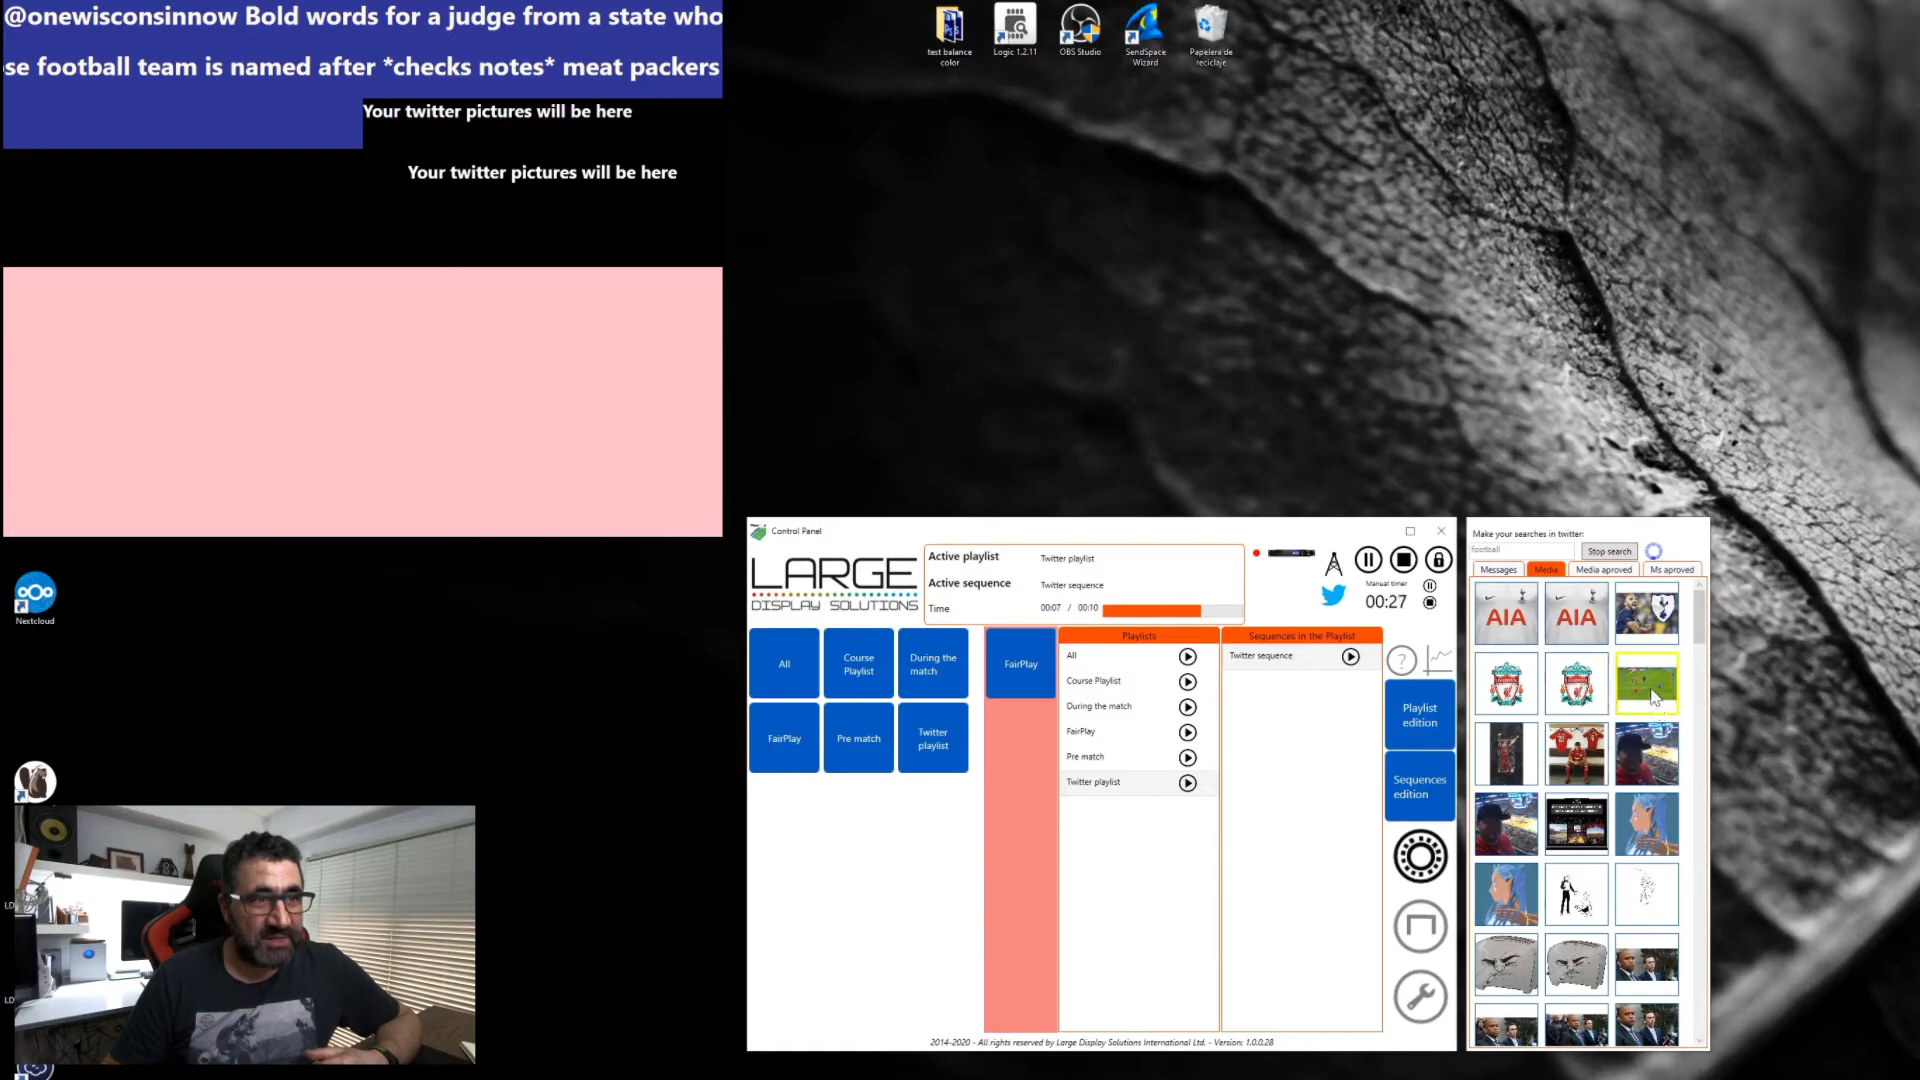 @onewisconsinnow Bold words for a judge from a state who
se football team is named after *checks notes* meat packers
Your twitter pictures will be here
Your twitter pictures will be here
test balance
color
Logic 1.2.11
OBS Studio
SendSpace
Wizard
Papelera de
reciclaje
Nextcloud
LD
LD
Control Panel
LARGE
DISPLAY SOLUTIONS
Active playlist
Twitter playlist
Active sequence
Twitter sequence
Time
00:07 / 00:10
Manual timer
00:27
All
Course
Playlist
During the
match
FairPlay
Pre match
Twitter
playlist
FairPlay
Playlists
All
Course Playlist
During the match
FairPlay
Pre match
Twitter playlist
Sequences in the Playlist
Twitter sequence
?
Playlist
edition
Sequences
edition
2014-2020 - All rights reserved by Large Display Solutions International Ltd. - Version: 1.0.0.28
Make your searches in twitter:
football
Stop search
Messages
Media
Media aproved
Ms aproved
AIA
AIA